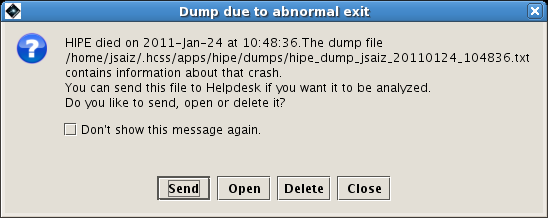 Dump due to abnormal exit
HIPE died on 2011-Jan-24 at 10:48:36.The dump file
/home/jsaiz/.hcss/apps/hipe/dumps/hipe_dump_jsaiz_20110124_104836.txt
contains information about that crash.
You can send this file to Helpdesk if you want it to be analyzed.
Do you like to send, open or delete it?
Don't show this message again.
Send Open Delete Close